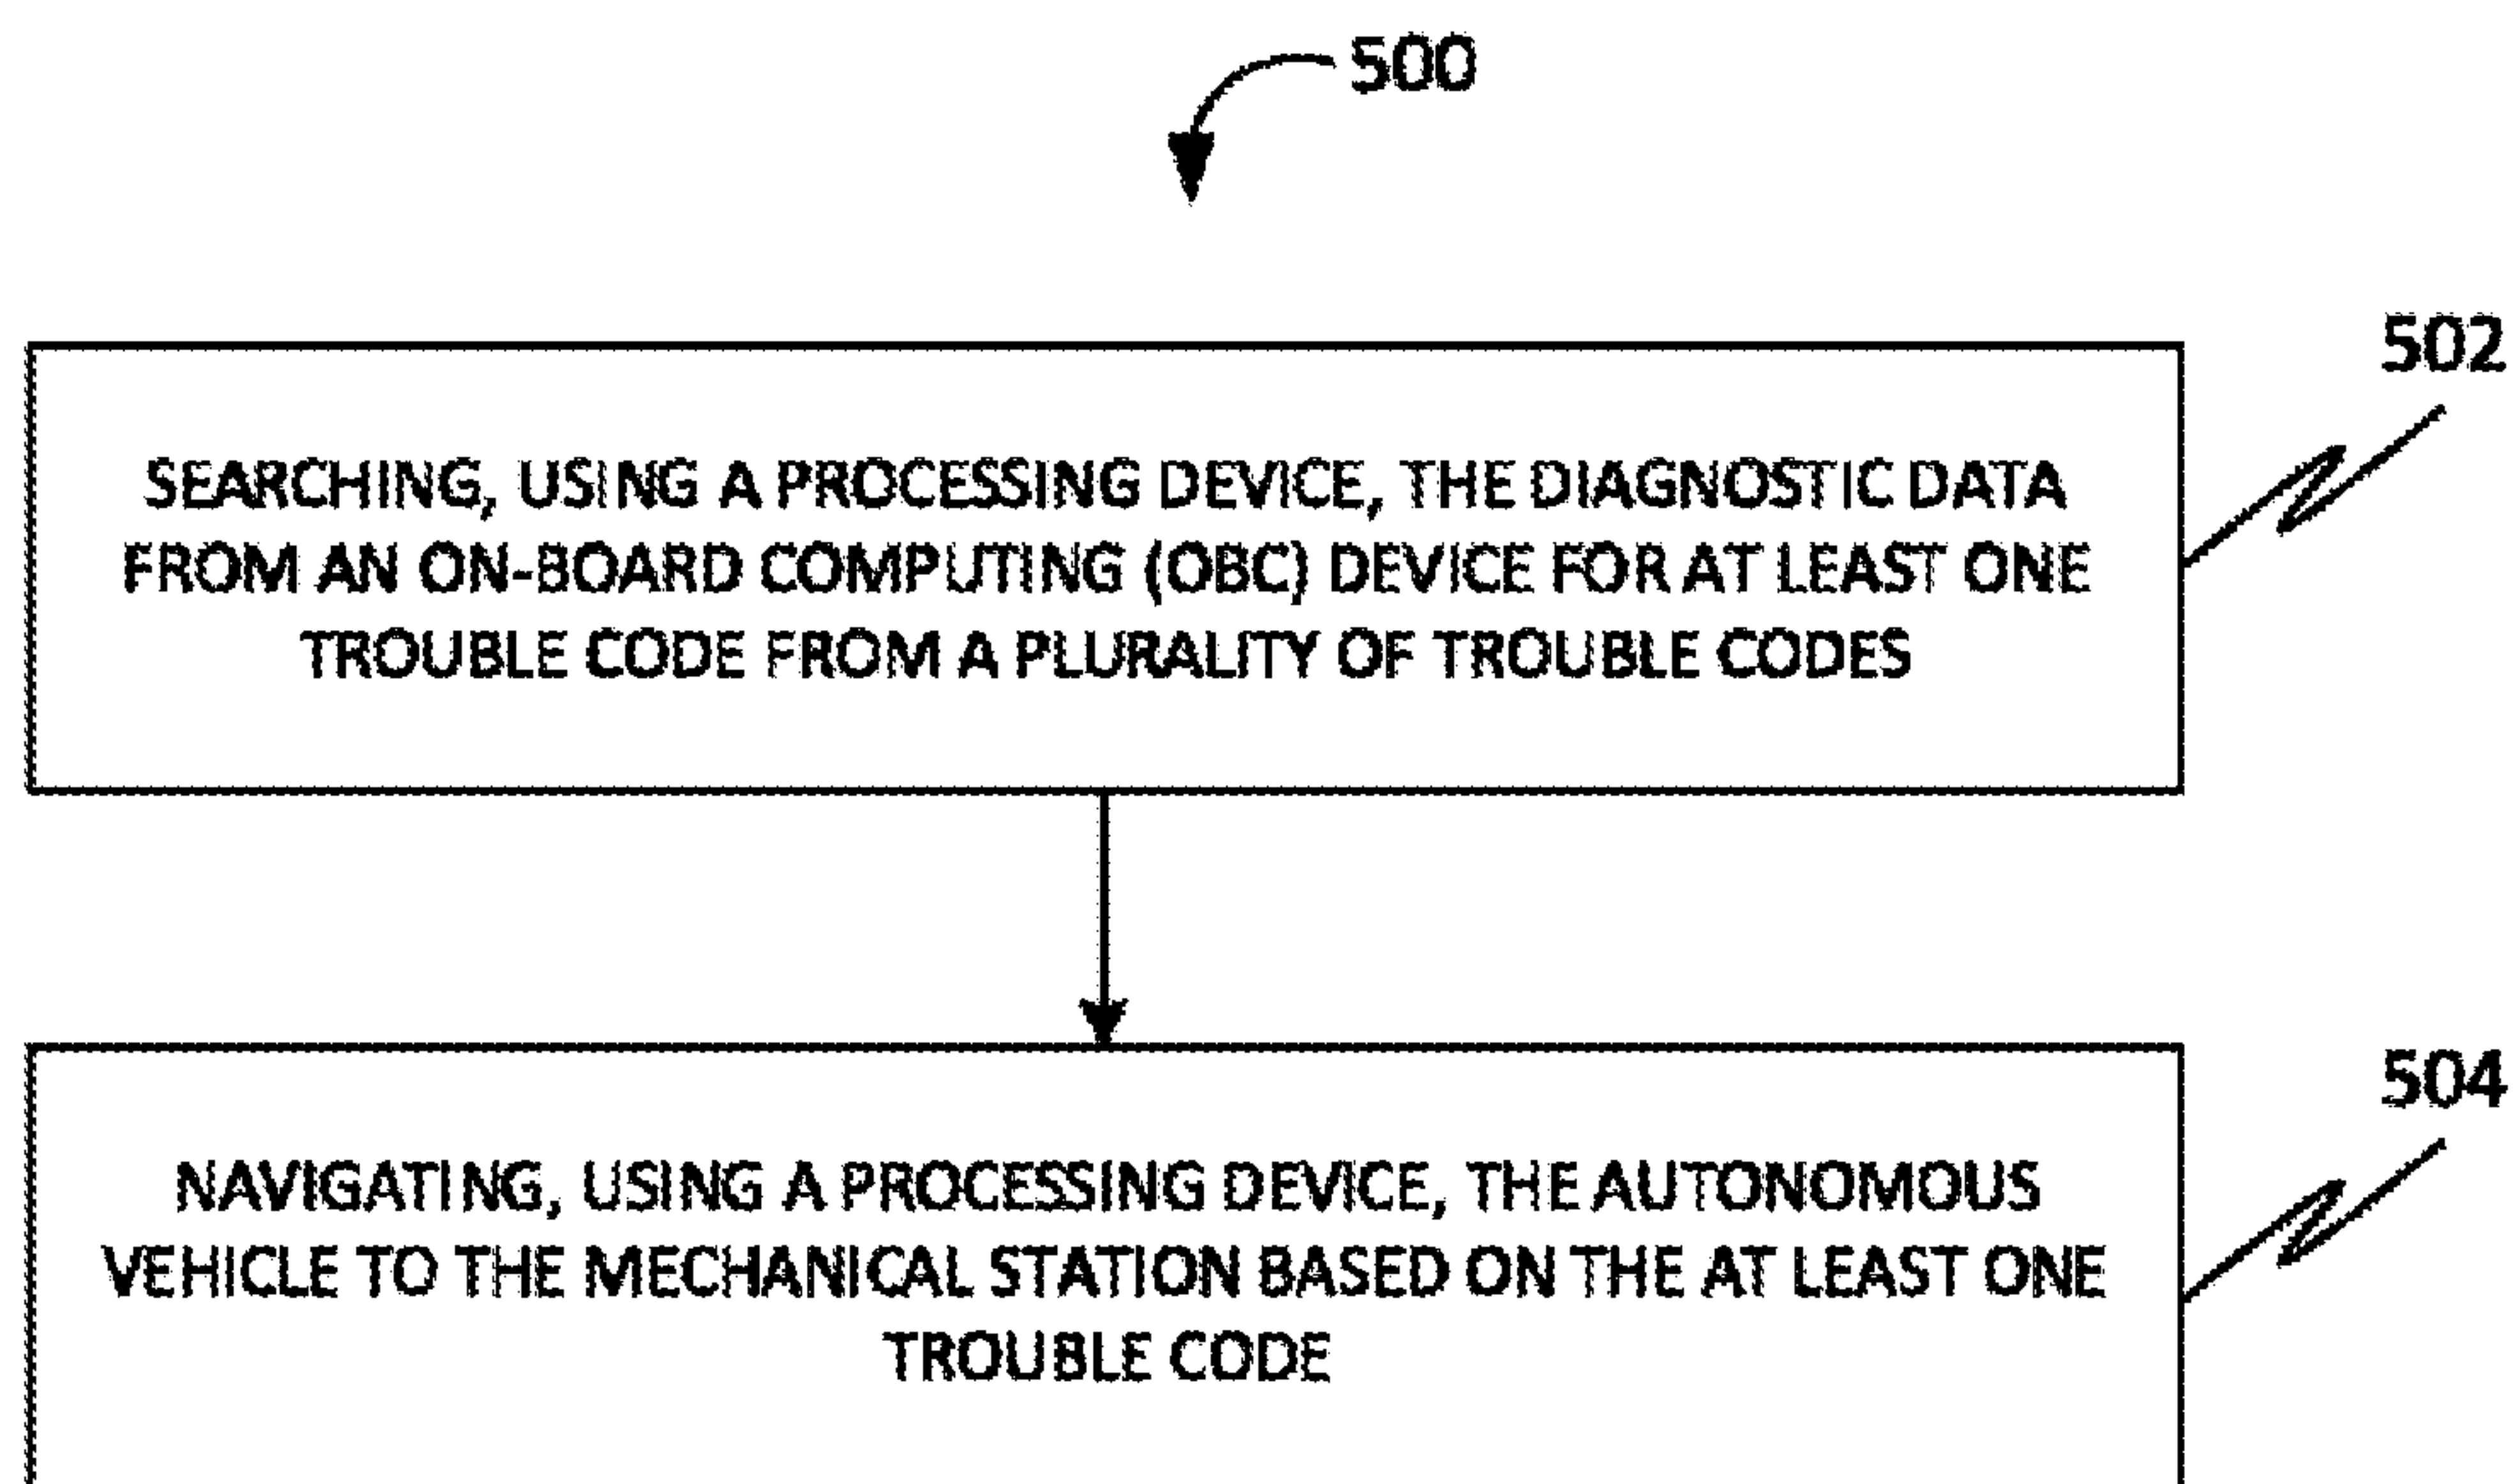 500
502
SEARCHING, USING A PROCESSING DEVICE, THE DIAGNOSTIC DATA
FROM AN ON-BOARD COMPUTING (OBC) DEVICE FOR AT LEAST ONE
TROUBLE CODE FROM A PLURALITY OF TROUBLE CODES
504
NAVIGATING, USING A PROCESSING DEVICE, THE AUTONOMOUS
VEHICLE TO THE MECHANICAL STATION BASED ON THE AT LEAST ONE
TROUBLE CODE